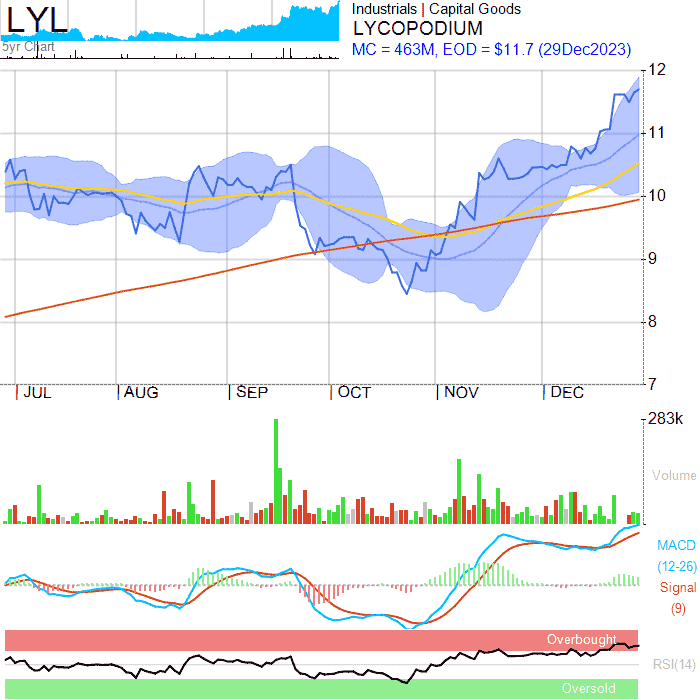 LYL
5yr Chart
Industrials | Capital Goods
LYCOPODIUM
MC = 463M, EOD = $11.7 (29Dec2023)
12
11
10
9
8
7
JUL AUG SEP OCT NOV DEC
283k
Volume
MACD
(12-26)
Signal
(9)
Overbought
RSI(14)
Oversold